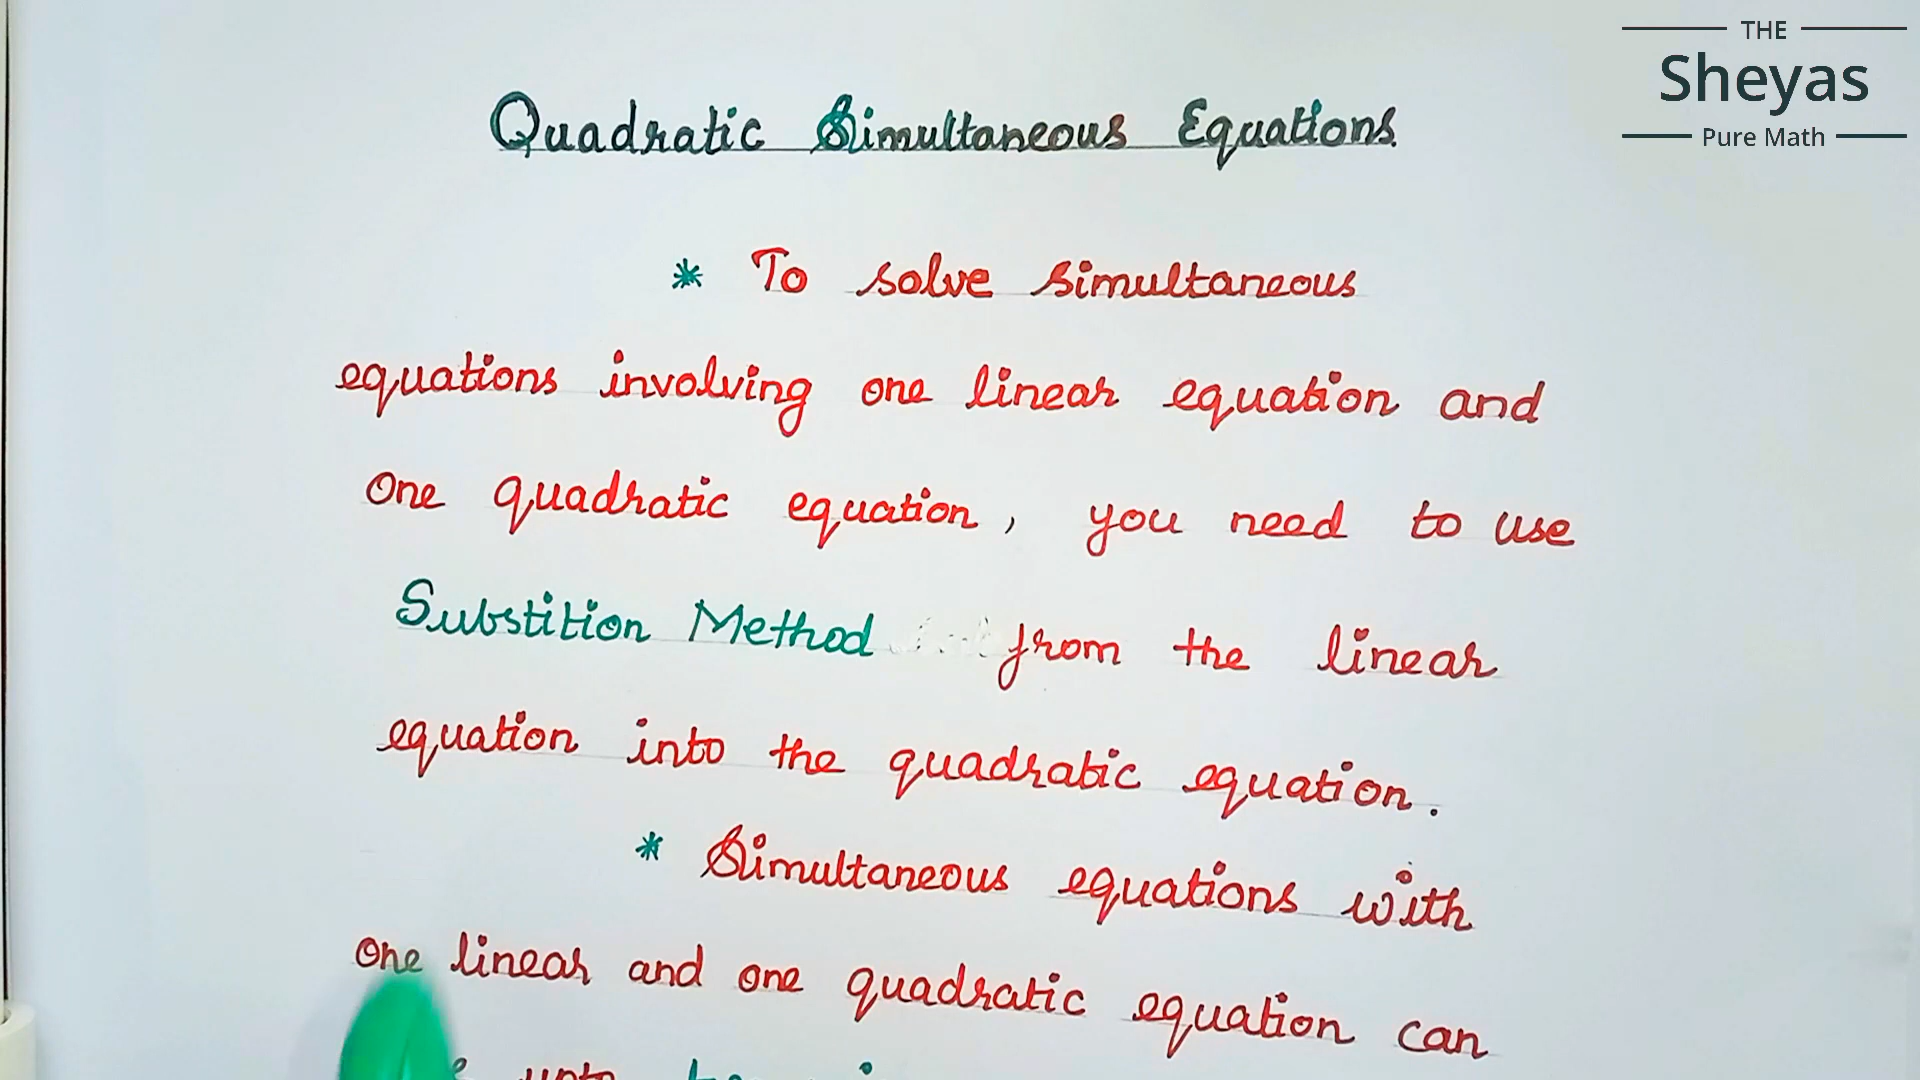 THE
Sheyas
Pure Math
Quadratic Simultaneous Equations.
* To solve simultaneous
equations involving one linear equation and
one quadratic equation, you need to use
Substition Method from the linear
equation into the quadratic equation.
* Simultaneous equations with
one linear and one quadratic equation can
upto